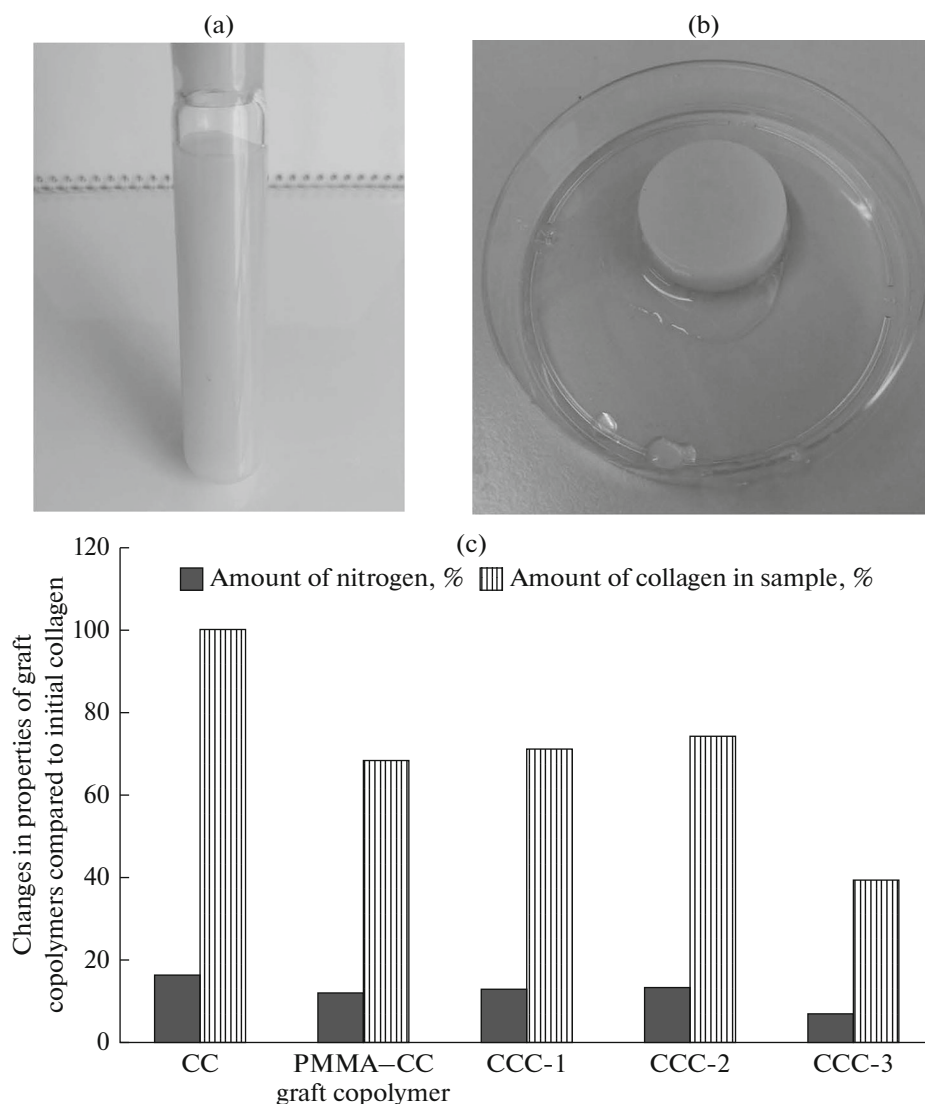 (a)
(b)
(c)
Changes in properties of graft
copolymers compared to initial collagen
120
100
80
60
40
20
0
Amount of nitrogen, %
Amount of collagen in sample, %
CC
PMMA–CC
graft copolymer
CCC-1
CCC-2
CCC-3